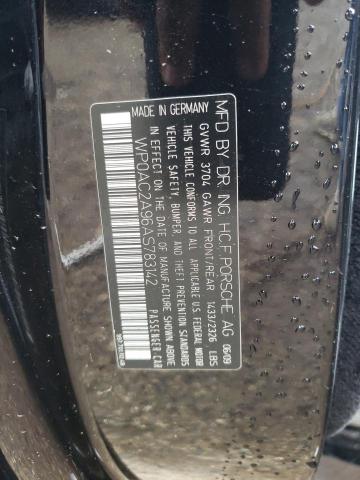 MFD BY DR. ING. H.C.F. PORSCHE AG 06/09
GVWR 3704 GAWR FRONT/REAR 1433/2326 LBS
THIS VEHICLE CONFORMS TO ALL APPLICABLE U.S. FEDERAL MOTOR
VEHICLE SAFETY, BUMPER, AND THEFT PREVENTION STANDARDS
IN EFFECT ON THE DATE OF MANUFACTURE SHOWN ABOVE
MADE IN GERMANY
WP0AC2A96AS783142
PASSENGER CAR